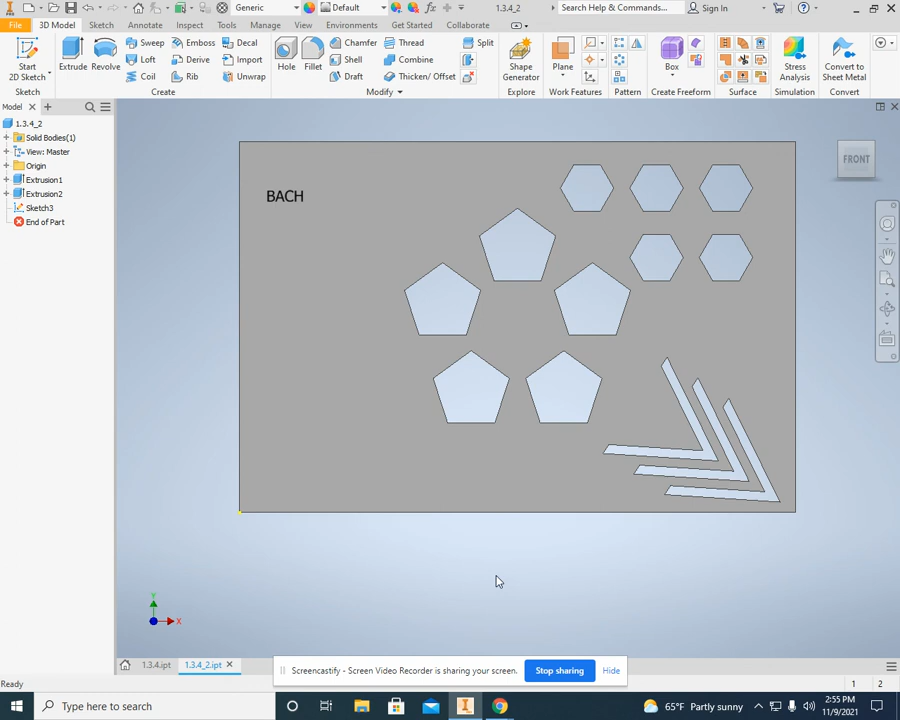 Generic
Default
1.3.4_2
Search Help & Commands...
Sign In
File
3D Model
Sketch
Annotate
Inspect
Tools
Manage
View
Environments
Get Started
Collaborate
Start
2D Sketch
Extrude
Revolve
Sweep
Emboss
Decal
Loft
Derive
Import
Coil
Rib
Unwrap
Hole
Fillet
Chamfer
Thread
Split
Shell
Combine
Draft
Thicken/ Offset
Shape
Generator
Plane
Box
Stress
Analysis
Convert to
Sheet Metal
Sketch
Create
Modify
Explore
Work Features
Pattern
Create Freeform
Surface
Simulation
Convert
Model
1.3.4_2
Solid Bodies(1)
View: Master
Origin
Extrusion1
Extrusion2
Sketch3
End of Part
BACH
FRONT
Y
X
1.3.4.ipt
1.3.4_2.ipt
Screencastify - Screen Video Recorder is sharing your screen.
Stop sharing
Hide
Ready
1
2
Type here to search
65°F Partly sunny
2:55 PM
11/9/2021